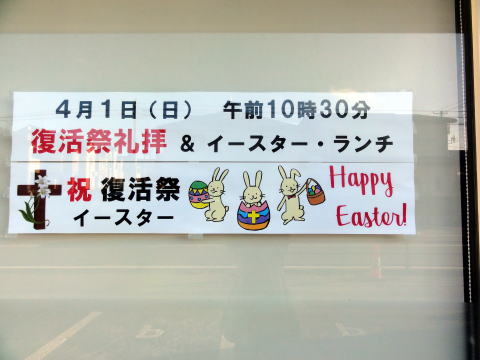 4月1日（日） 午前10時30分
復活祭礼拝 & イースター・ランチ
祝 復活祭
イースター
Happy
Easter!